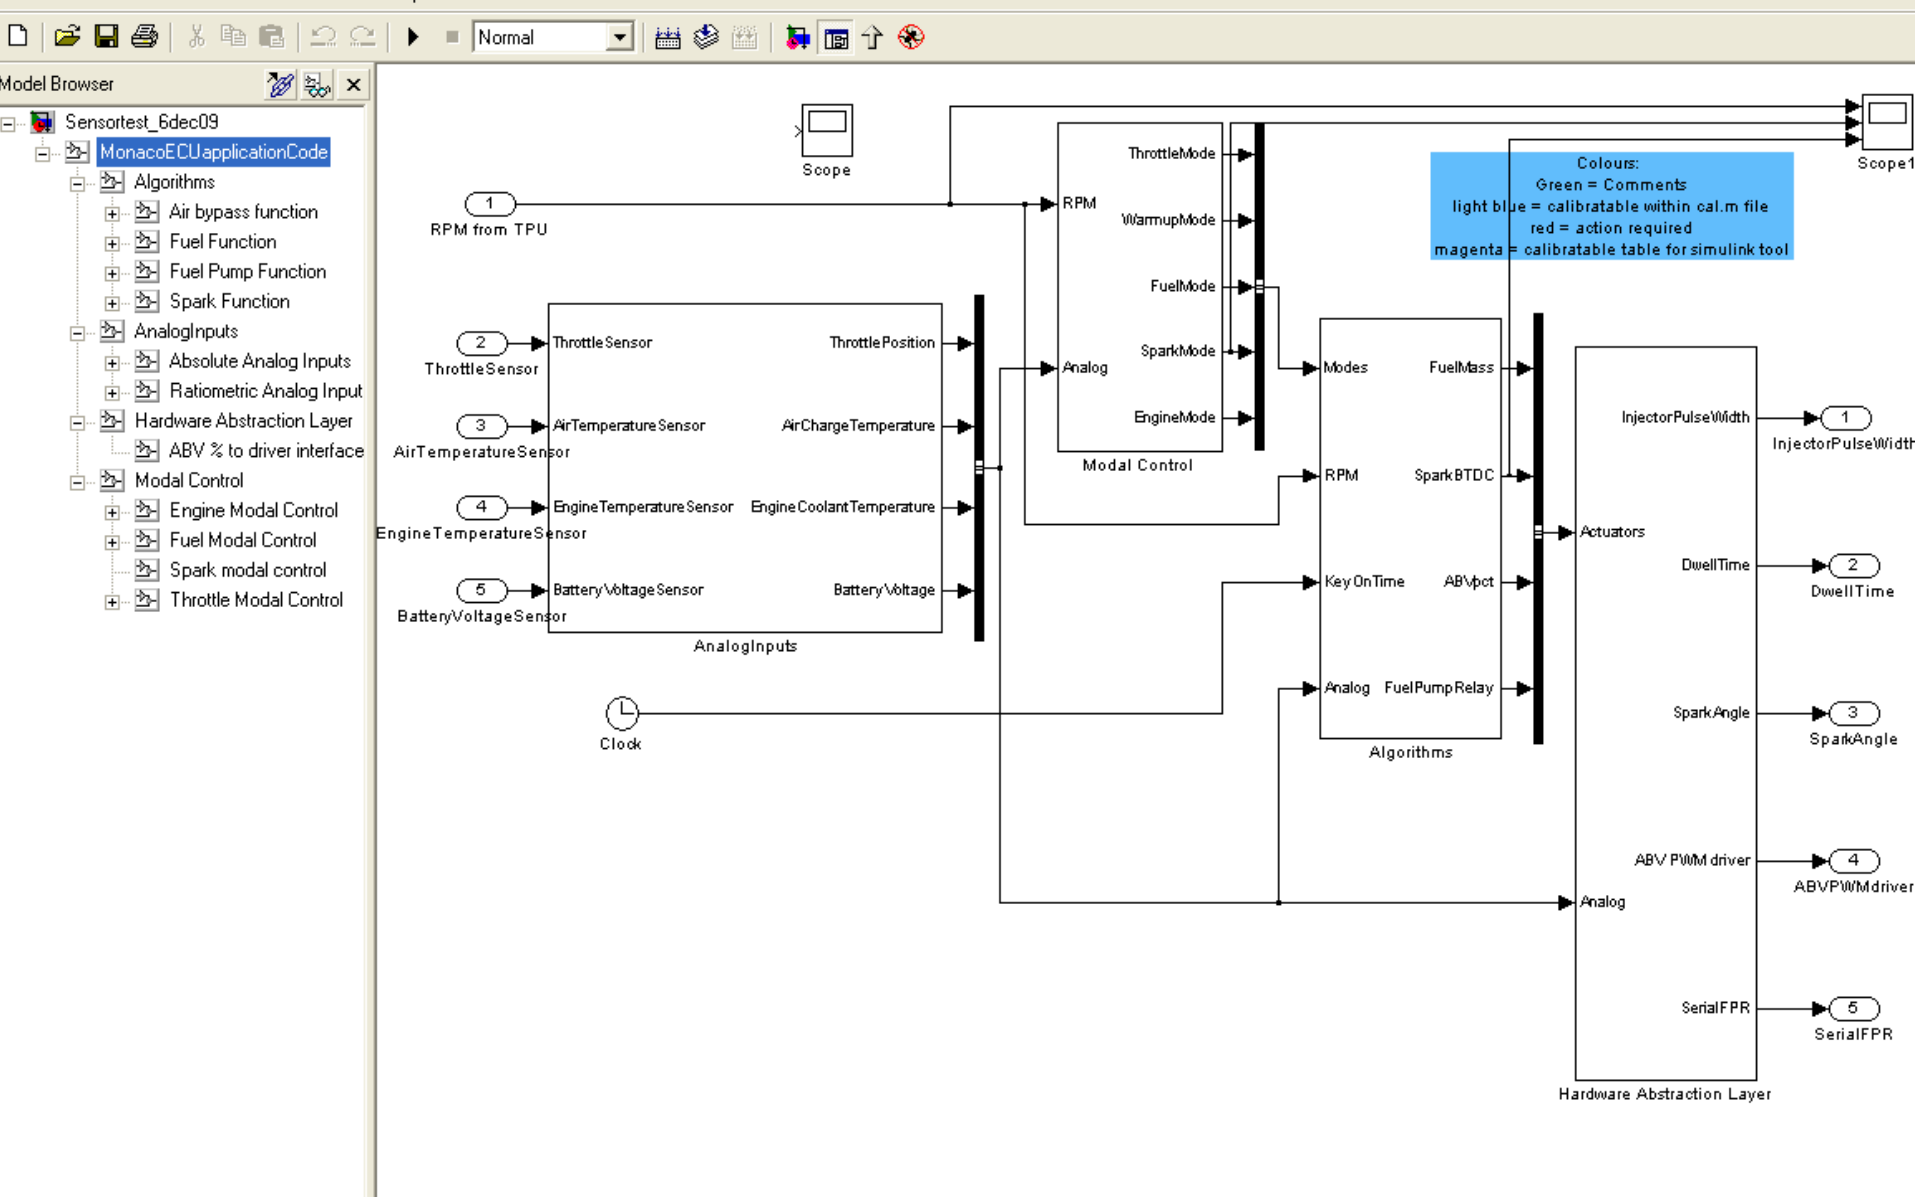 Normal
Model Browser
Sensortest_6dec09
MonacoECUapplicationCode
Algorithms
Air bypass function
Fuel Function
Fuel Pump Function
Spark Function
AnalogInputs
Absolute Analog Inputs
Ratiometric Analog Input
Hardware Abstraction Layer
ABV % to driver interface
Modal Control
Engine Modal Control
Fuel Modal Control
Spark modal control
Throttle Modal Control
Scope
Scope1
Colours:
Green = Comments
light blue = calibratable within cal.m file
red = action required
magenta = calibratable table for simulink tool
1
RPM from TPU
RPM
Analog
ThrottleMode
WarmupMode
FuelMode
SparkMode
EngineMode
Modal Control
2
ThrottleSensor
3
AirTemperatureSensor
4
EngineTemperatureSensor
5
BatteryVoltageSensor
ThrottleSensor
ThrottlePosition
AirTemperatureSensor
AirChargeTemperature
EngineTemperatureSensor
EngineCoolantTemperature
BatteryVoltageSensor
BatteryVoltage
AnalogInputs
Clock
Modes
FuelMass
RPM
SparkBTDC
KeyOnTime
ABVpct
Analog
FuelPumpRelay
Algorithms
Actuators
Analog
InjectorPulseWidth
DwellTime
SparkAngle
ABV PWM driver
SerialFPR
Hardware Abstraction Layer
1
InjectorPulseWidth
2
DwellTime
3
SparkAngle
4
ABVPWMdriver
5
SerialFPR